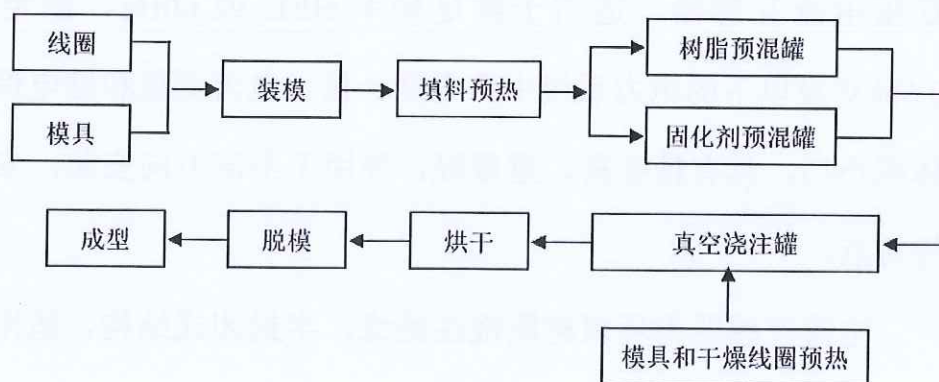 线圈
模具
装模
填料预热
树脂预混罐
固化剂预混罐
成型
脱模
烘干
真空浇注罐
模具和干燥线圈预热